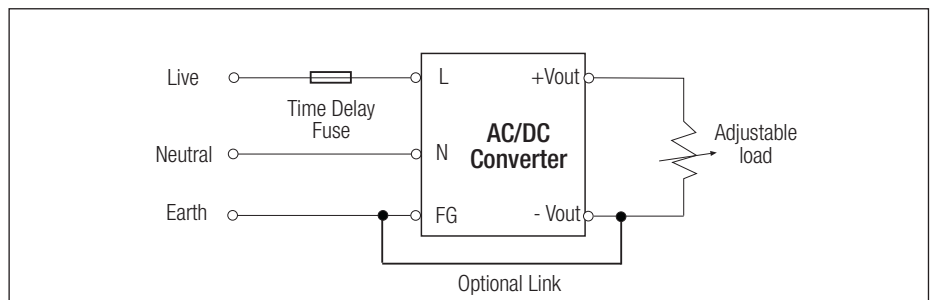 Live
L
+Vout
Time Delay
Fuse
AC/DC
Converter
Adjustable
load
Neutral
N
Earth
FG
- Vout
Optional Link